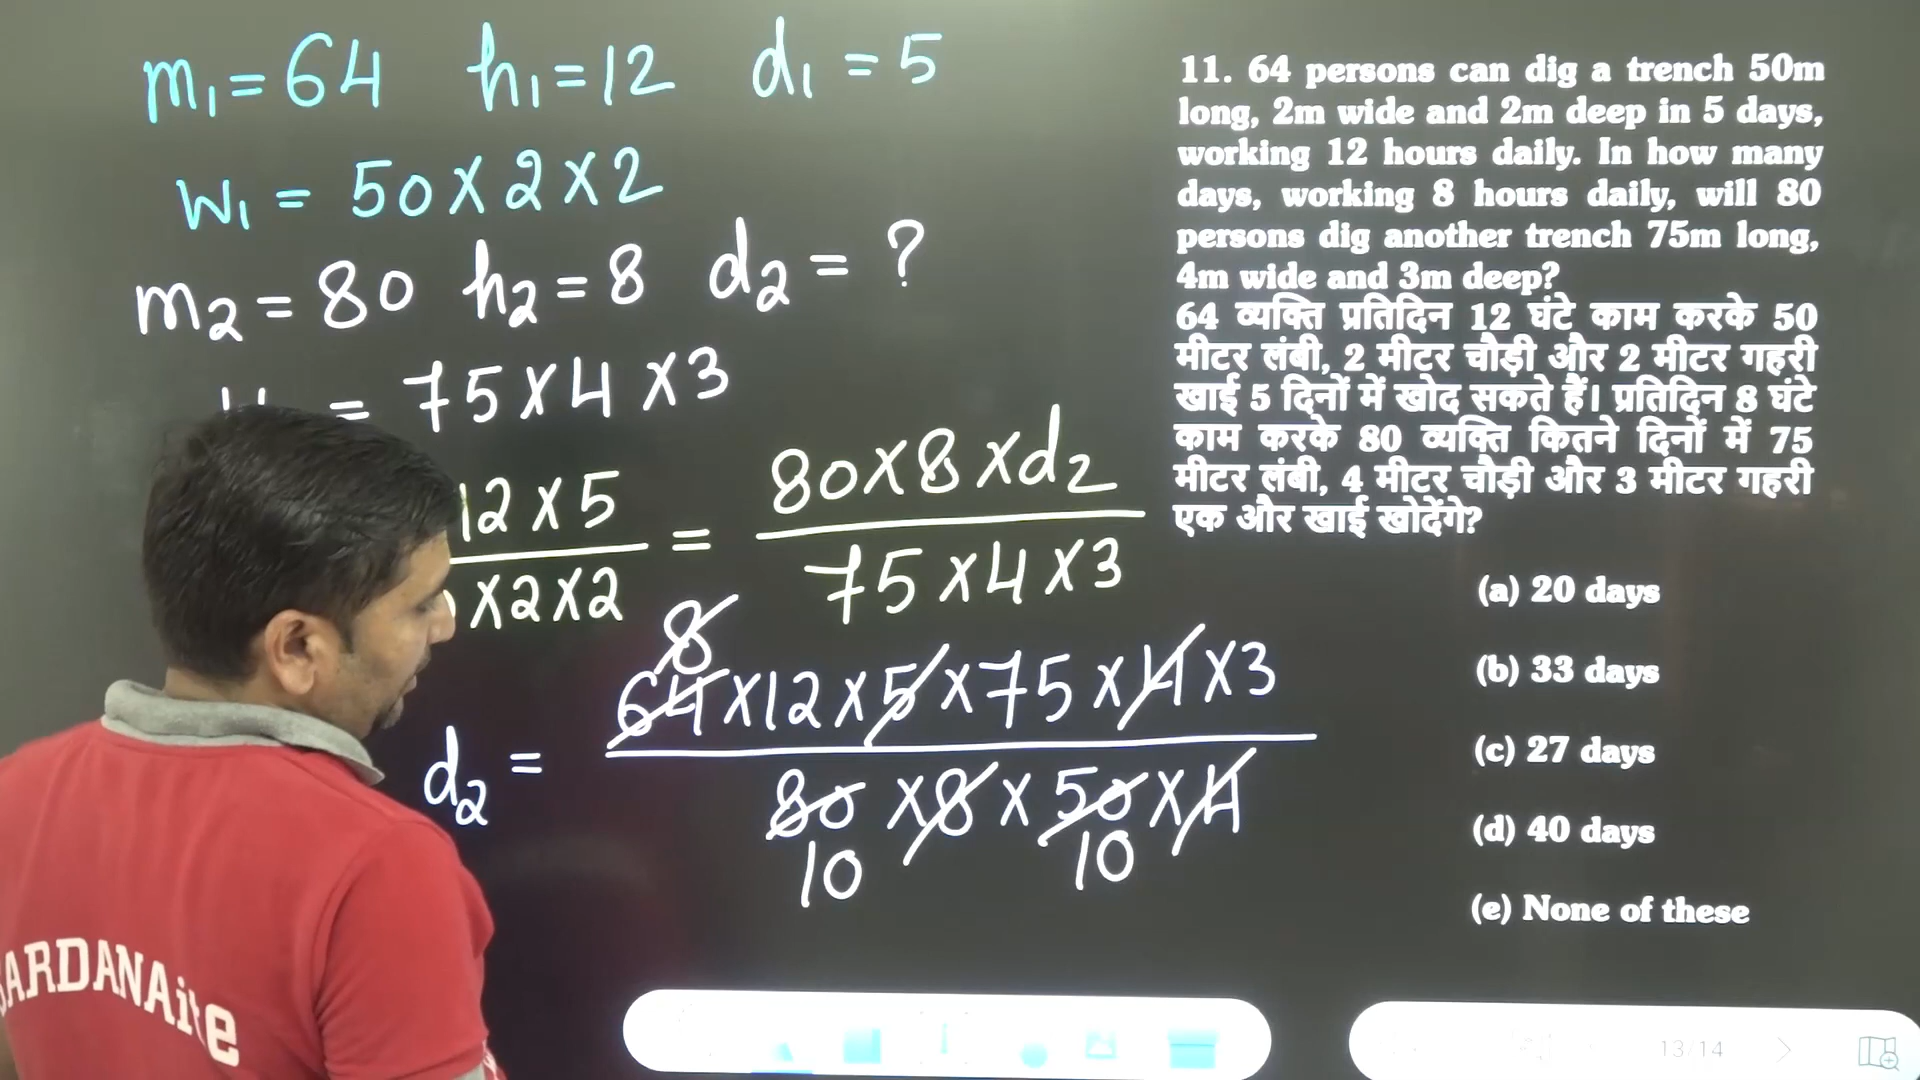 m₁ = 64 h₁ = 12 d₁ = 5
w₁ = 50 × 2 × 2
m₂ = 80 h₂ = 8 d₂ = ?
= 75 × 4 × 3
12 × 5 = 80 × 8 × d₂
× 2 × 2 75 × 4 × 3
8
64 × 12 × 5 × 75 × 4 × 3
d₂ =
80 × 8 × 50 × 4
10 10
11. 64 persons can dig a trench 50m
long, 2m wide and 2m deep in 5 days,
working 12 hours daily. In how many
days, working 8 hours daily, will 80
persons dig another trench 75m long,
4m wide and 3m deep?
64 व्यक्ति प्रतिदिन 12 घंटे काम करके 50
मीटर लंबी, 2 मीटर चौड़ी और 2 मीटर गहरी
खाई 5 दिनों में खोद सकते हैं। प्रतिदिन 8 घंटे
काम करके 80 व्यक्ति कितने दिनों में 75
मीटर लंबी, 4 मीटर चौड़ी और 3 मीटर गहरी
एक और खाई खोदेंगे?
(a) 20 days
(b) 33 days
(c) 27 days
(d) 40 days
(e) None of these
ARDANAite
13/14